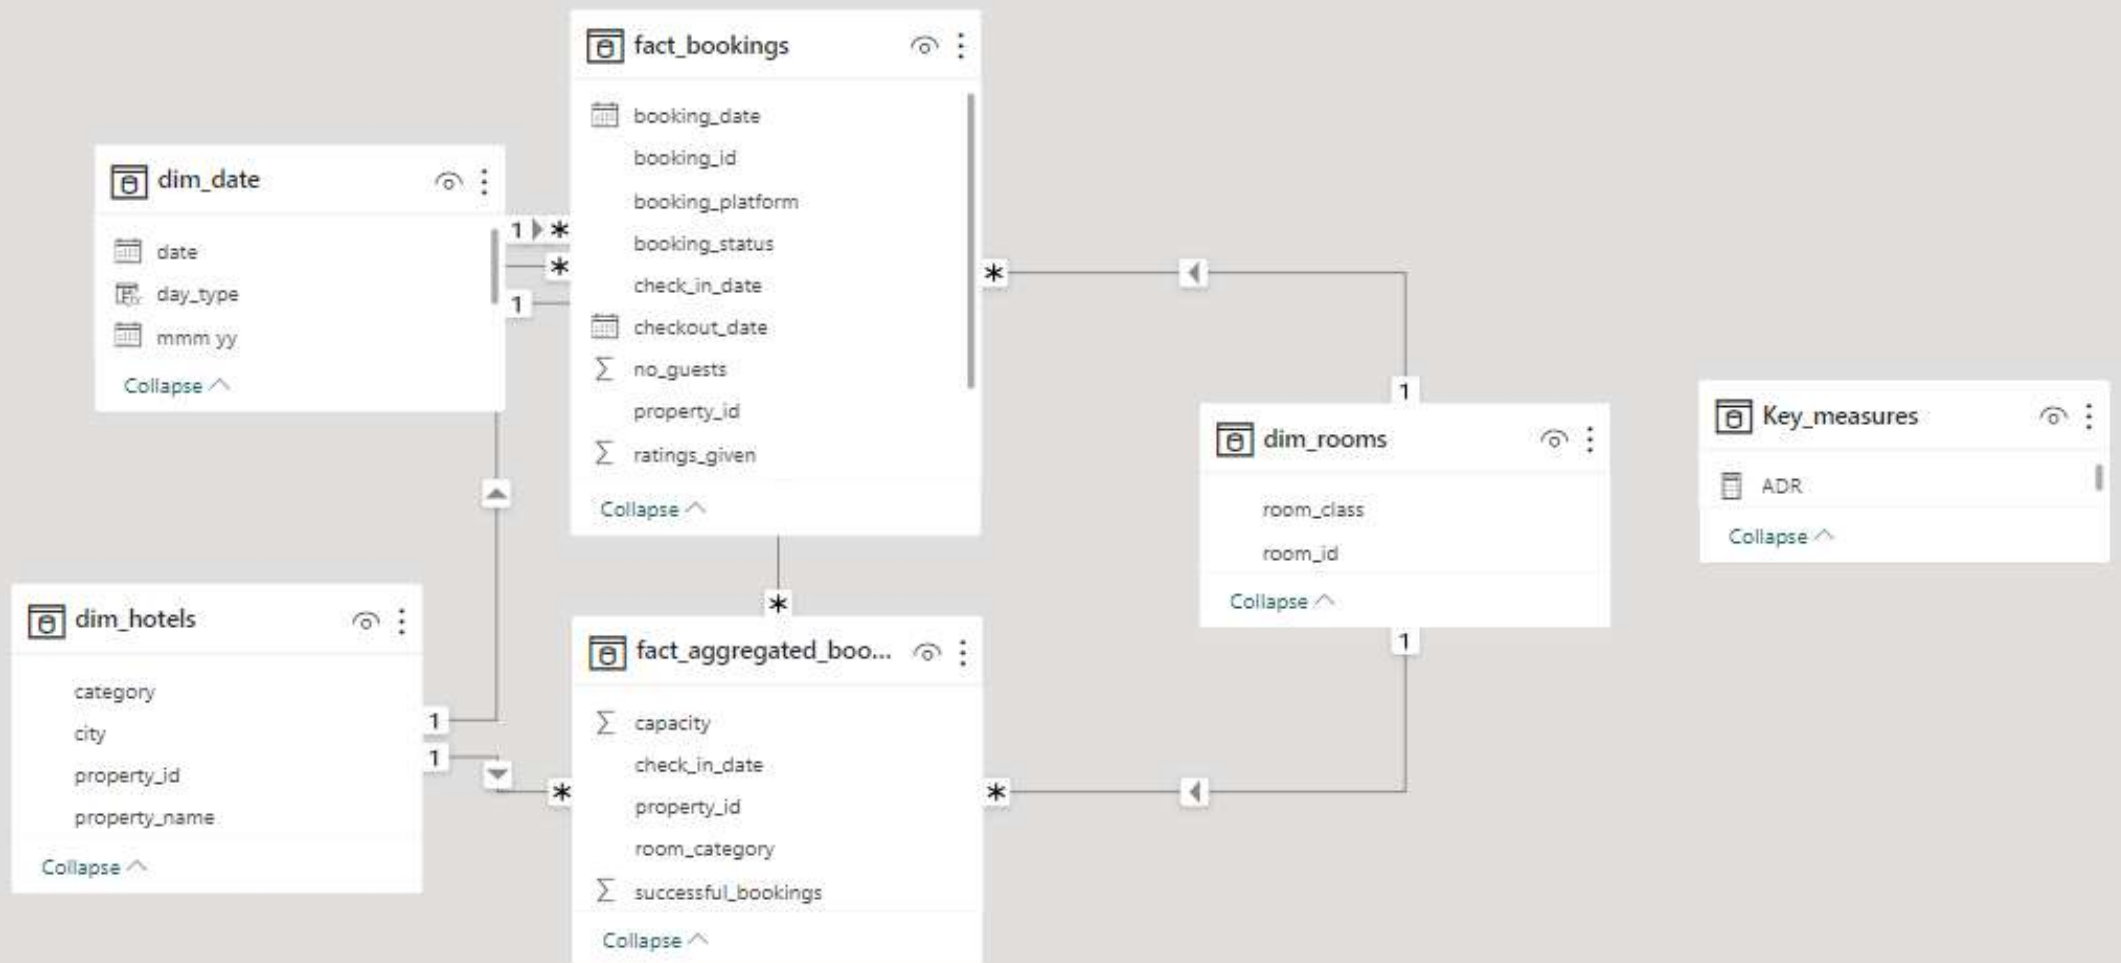 fact_bookings
booking_date
booking_id
booking_platform
booking_status
check_in_date
checkout_date
no_guests
property_id
ratings_given
Collapse
dim_date
date
day_type
mmm yy
Collapse
1
*
*
1
*
1
dim_rooms
room_class
room_id
Collapse
1
Key_measures
ADR
Collapse
dim_hotels
category
city
property_id
property_name
Collapse
1
1
*
*
fact_aggregated_boo...
capacity
check_in_date
property_id
room_category
successful_bookings
Collapse
*